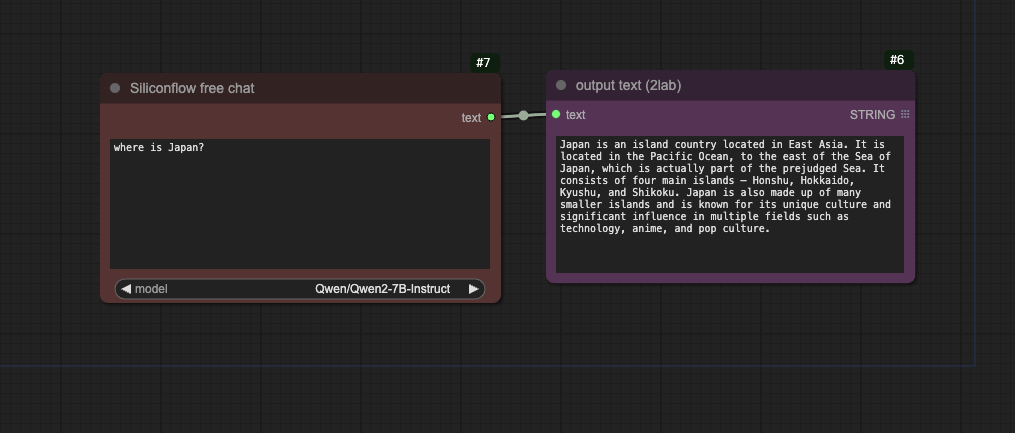 #7
Siliconflow free chat
text
where is Japan?
model
Qwen/Qwen2-7B-Instruct
#6
output text (2lab)
text
STRING
Japan is an island country located in East Asia. It is
located in the Pacific Ocean, to the east of the Sea of
Japan, which is actually part of the prejudged Sea. It
consists of four main islands – Honshu, Hokkaido,
Kyushu, and Shikoku. Japan is also made up of many
smaller islands and is known for its unique culture and
significant influence in multiple fields such as
technology, anime, and pop culture.